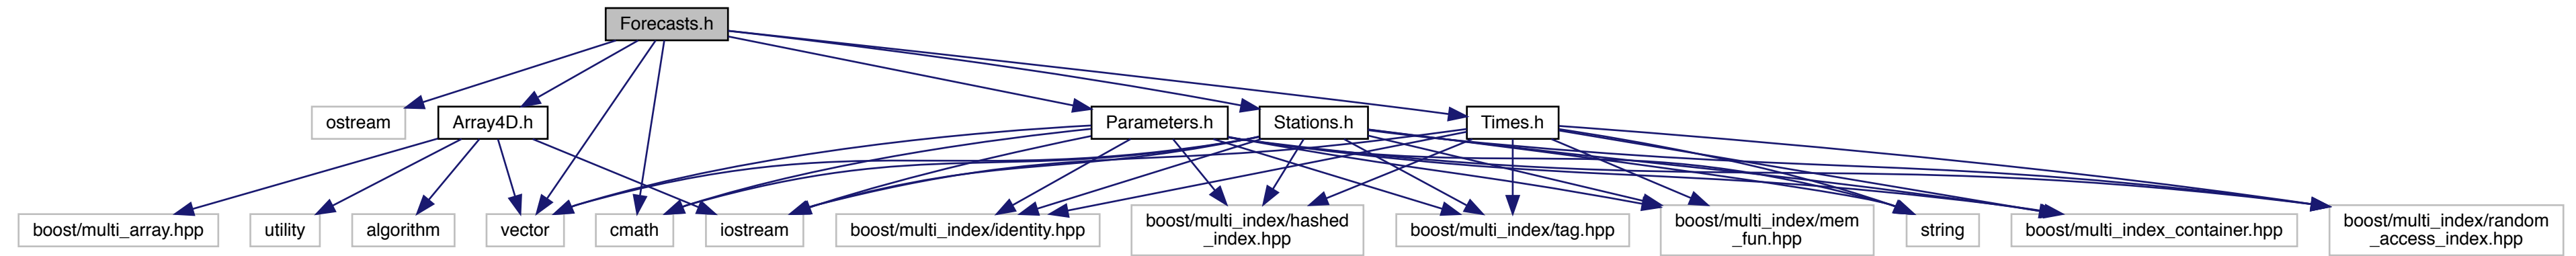 Forecasts.h
ostream
Array4D.h
Parameters.h
Stations.h
Times.h
boost/multi_array.hpp
utility
algorithm
vector
cmath
iostream
boost/multi_index/identity.hpp
boost/multi_index/hashed
_index.hpp
boost/multi_index/tag.hpp
boost/multi_index/mem
_fun.hpp
string
boost/multi_index_container.hpp
boost/multi_index/random
_access_index.hpp